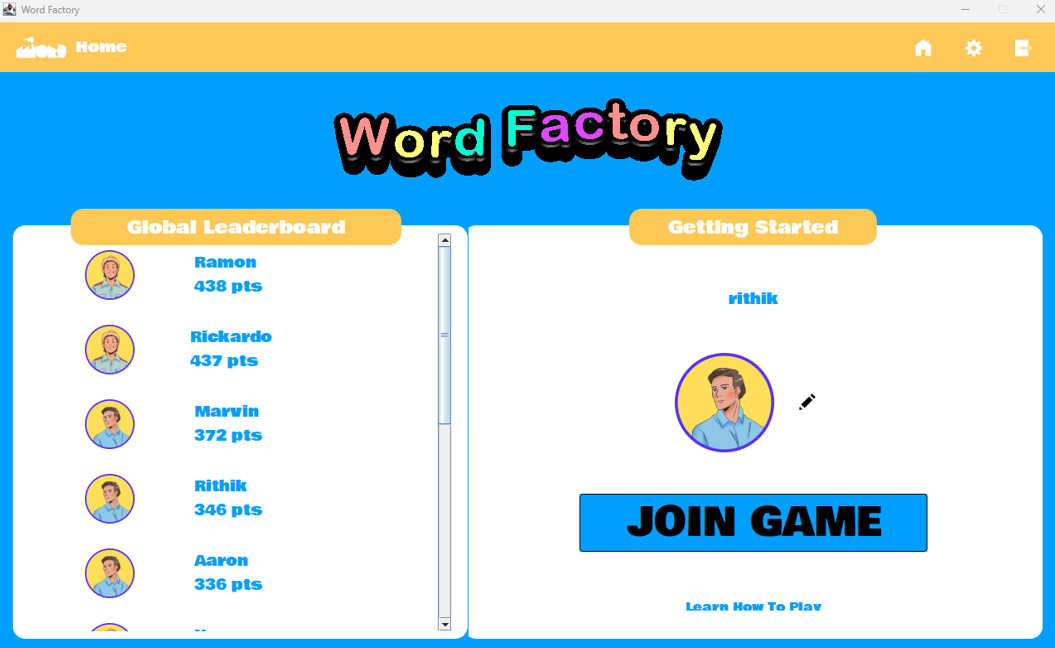 Word Factory
WORD Home
Word Factory
Global Leaderboard
Ramon
438 pts
Rickardo
437 pts
Marvin
372 pts
Rithik
346 pts
Aaron
336 pts
Getting Started
rithik
JOIN GAME
Learn How To Play